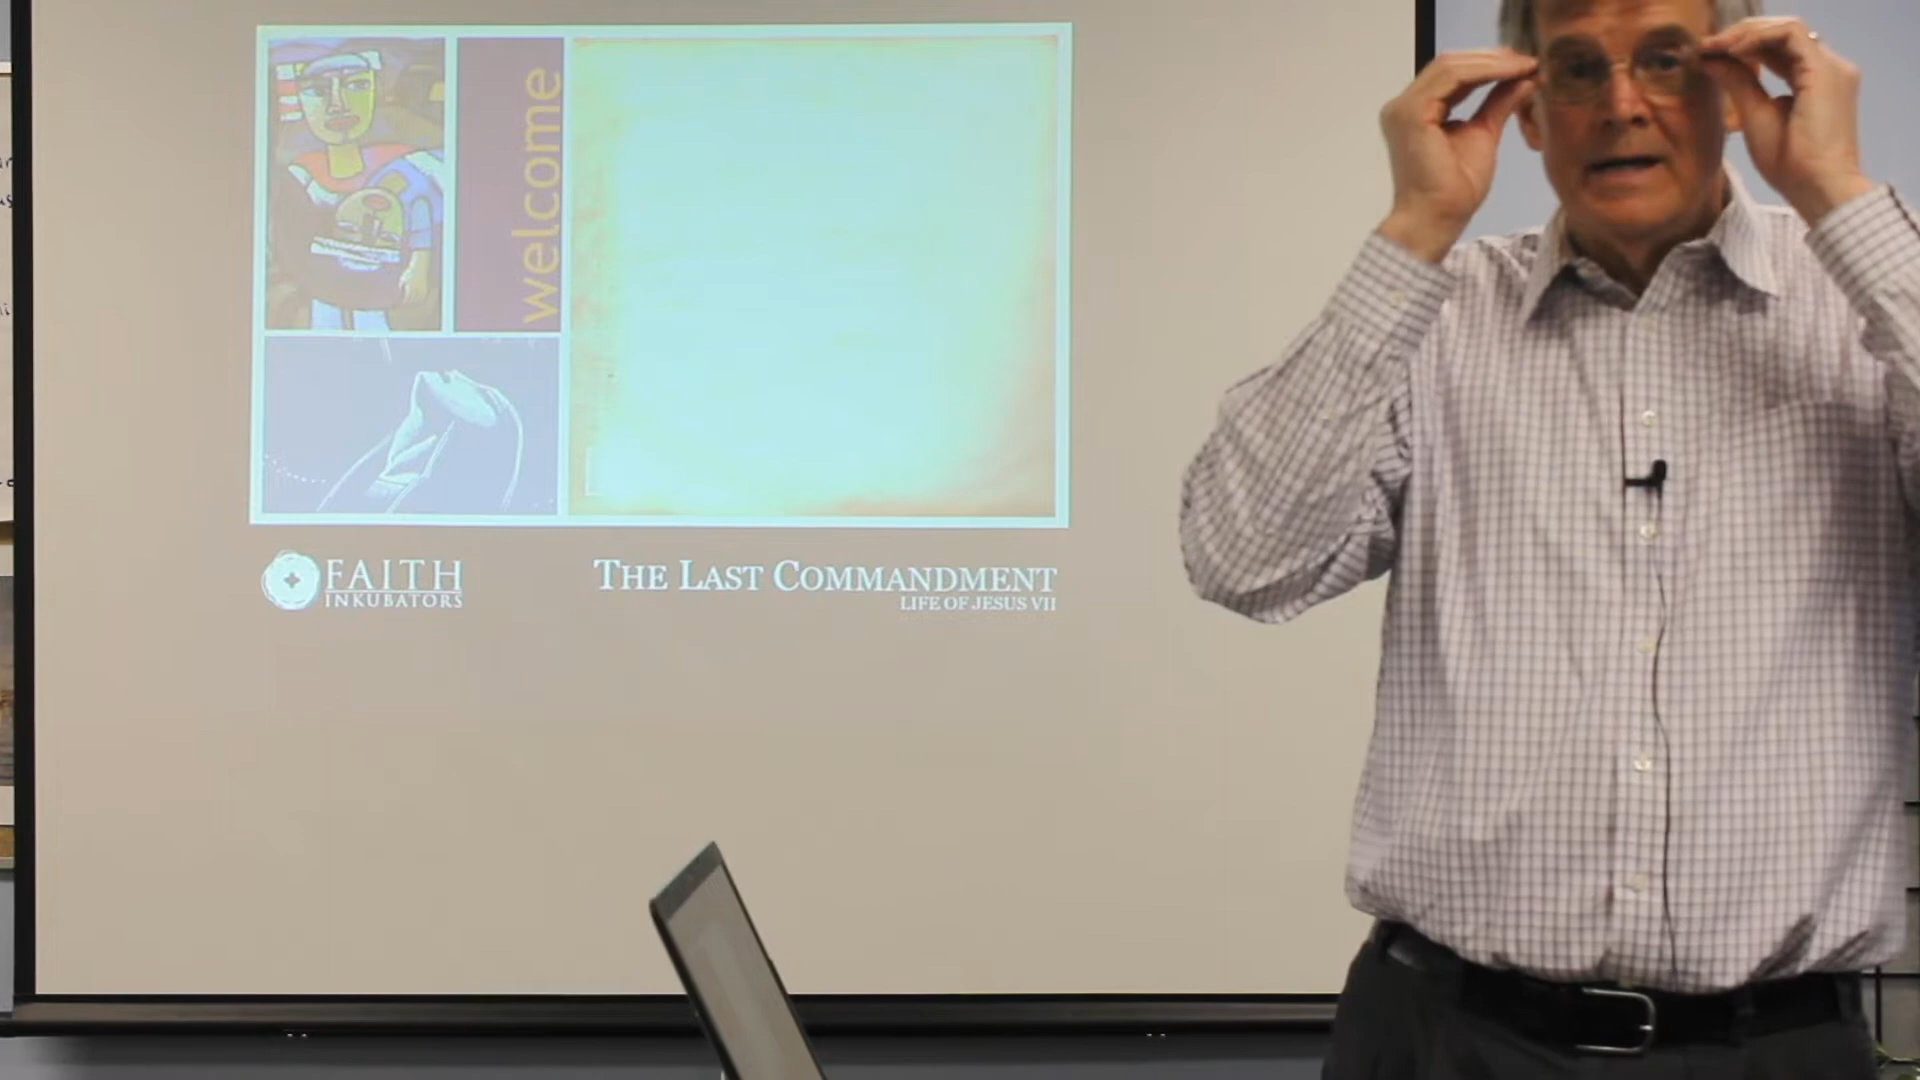 welcome
FAITH
INKUBATORS
THE LAST COMMANDMENT
LIFE OF JESUS VII